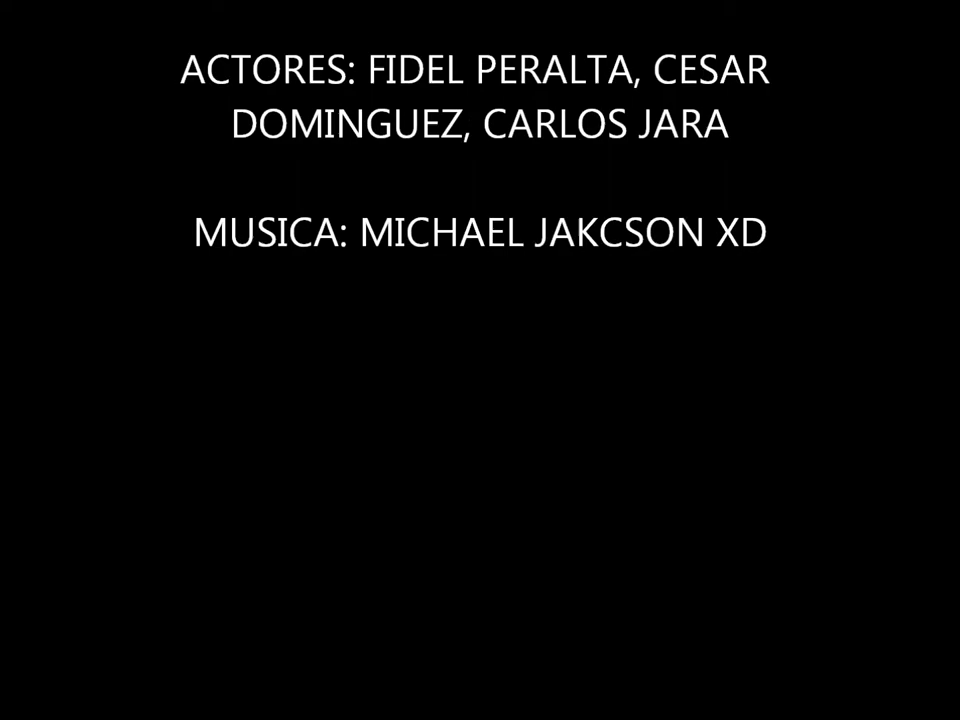 ACTORES: FIDEL PERALTA, CESAR
DOMINGUEZ, CARLOS JARA
MUSICA: MICHAEL JAKCSON XD